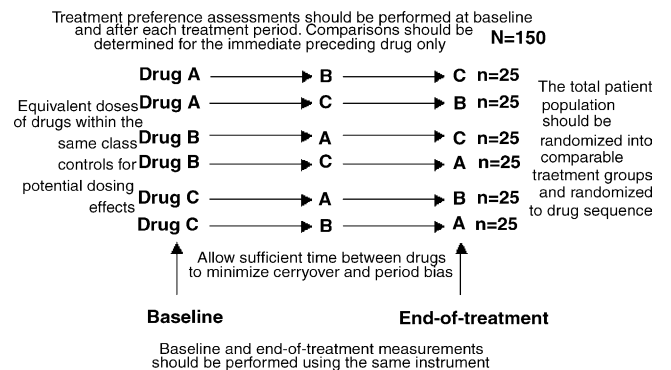 Treatment preference assessments should be performed at baseline
and after each treatment period. Comparisons should be
determined for the immediate preceding drug only
N=150
Drug A B C n=25
Drug A C B n=25
Drug B A C n=25
Drug B C A n=25
Drug C A B n=25
Drug C B A n=25
Equivalent doses
of drugs within the
same class
controls for
potential dosing
effects
The total patient
population
should be
randomized into
comparable
traetment groups
and randomized
to drug sequence
Allow sufficient time between drugs
to minimize cerryover and period bias
Baseline
End-of-treatment
Baseline and end-of-treatment measurements
should be performed using the same instrument